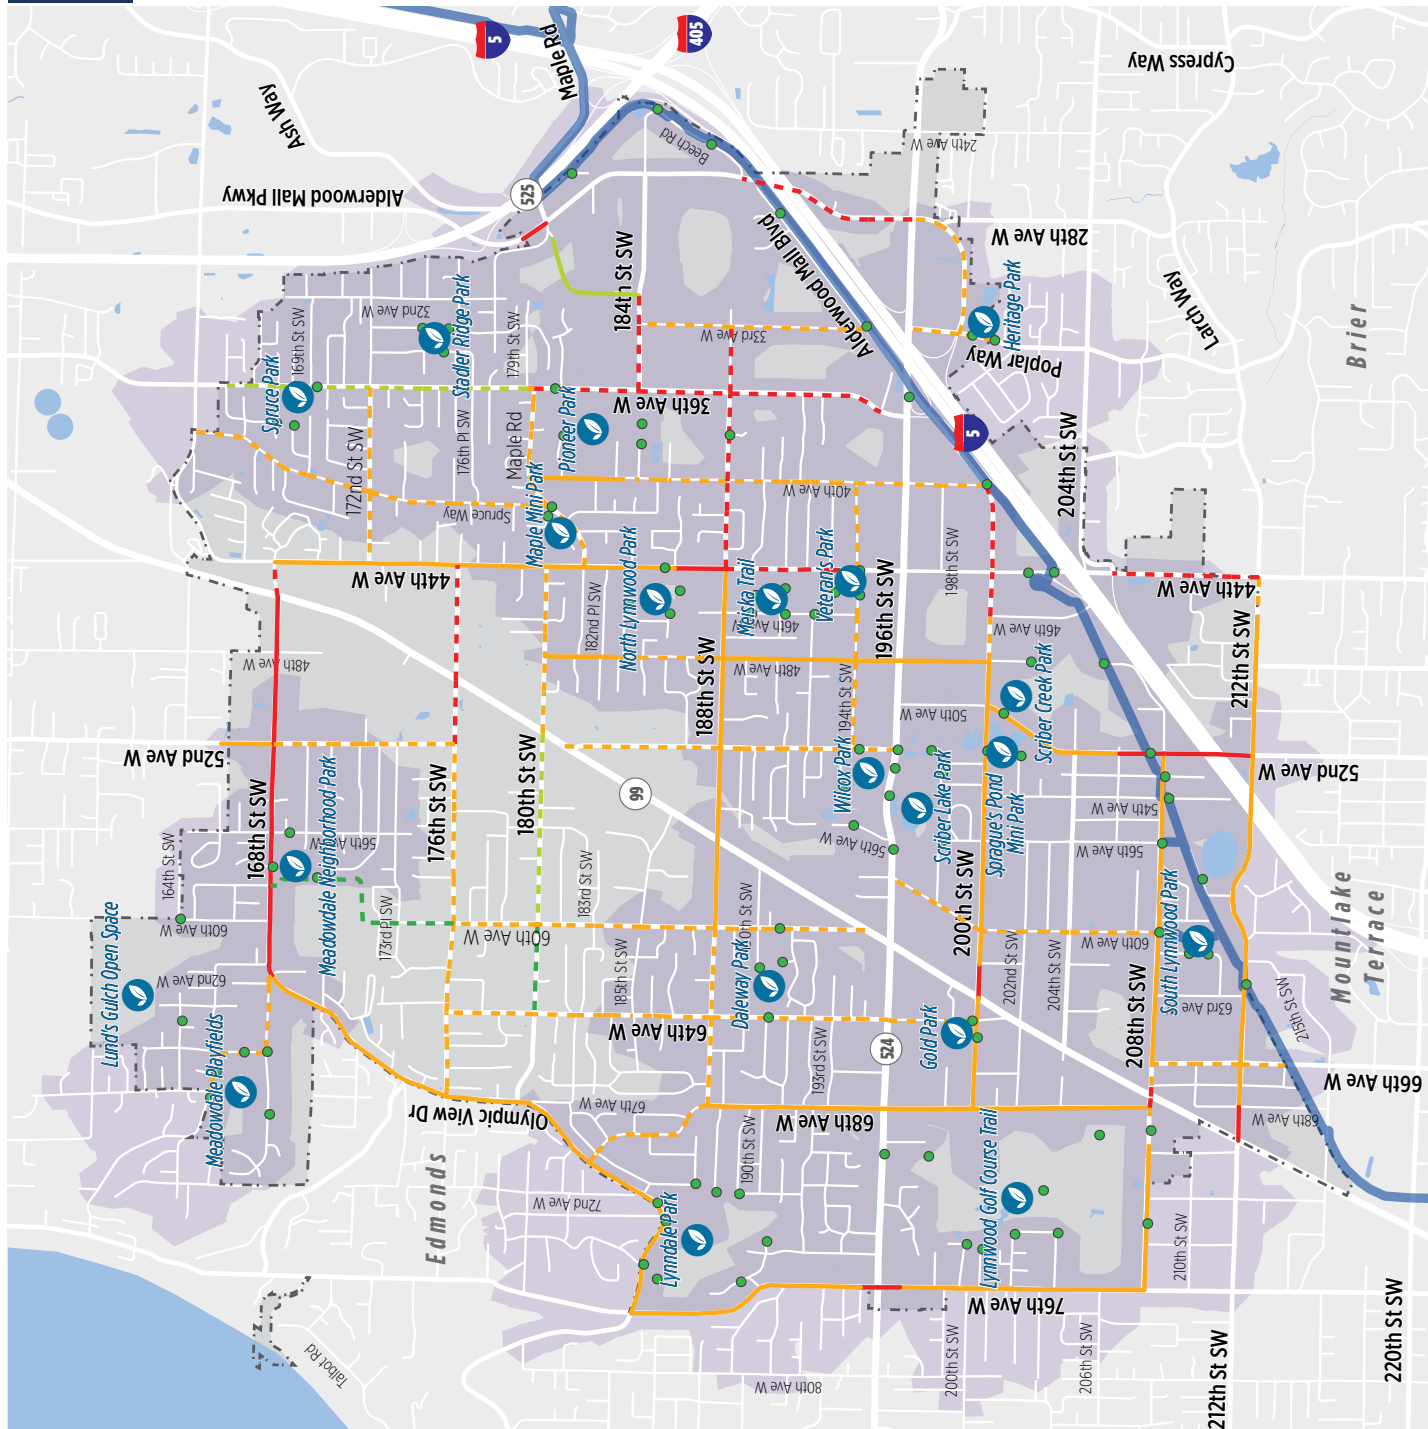 5
405
Maple Rd
Cypress Way
Ash Way
Beech Rd
24th Ave W
Alderwood Mall Pkwy
525
28th Ave W
Alderwood Mall Blvd
184th St SW
32nd Ave W
Stadler Ridge Park
169th St SW
179th St SW
Heritage Park
Larch Way
Brier
33rd Ave W
Poplar Way
Spruce Park
36th Ave W
Pioneer Park
Maple Rd
176th Pl SW
172nd St SW
5
204th St SW
40th Ave W
Spruce Way
Maple Mini Park
North Lynnwood Park
Meiska Trail
Veteran's Park
196th St SW
198th St SW
44th Ave W
44th Ave W
182nd Pl SW
46th Ave W
46th Ave W
212th St SW
48th Ave W
48th Ave W
188th St SW
194th St SW
50th Ave W
Scriber Creek Park
52nd Ave W
52nd Ave W
Wilcox Park
Scriber Lake Park
Sprague's Pond
Mini Park
168th St SW
Meadowdale Neighborhood Park
176th St SW
180th St SW
99
54th Ave W
56th Ave W
56th Ave W
56th Ave W
164th St SW
183rd St SW
200th St SW
South Lynnwood Park
Mountlake
Terrace
Lund's Gulch Open Space
60th Ave W
173rd Pl SW
60th Ave W
190th St SW
60th Ave W
62nd Ave W
185th St SW
Daleway Park
202nd St SW
204th St SW
208th St SW
63rd Ave W
215th St SW
Meadowdale Playfields
64th Ave W
193rd St SW
524
Gold Park
66th Ave W
Olympic View Dr
67th Ave W
68th Ave W
68th Ave W
Edmonds
190th St SW
Lynnwood Golf Course Trail
72nd Ave W
Lynndale Park
210th St SW
76th Ave W
Talbot Rd
80th Ave W
200th St SW
206th St SW
212th St SW
220th St SW